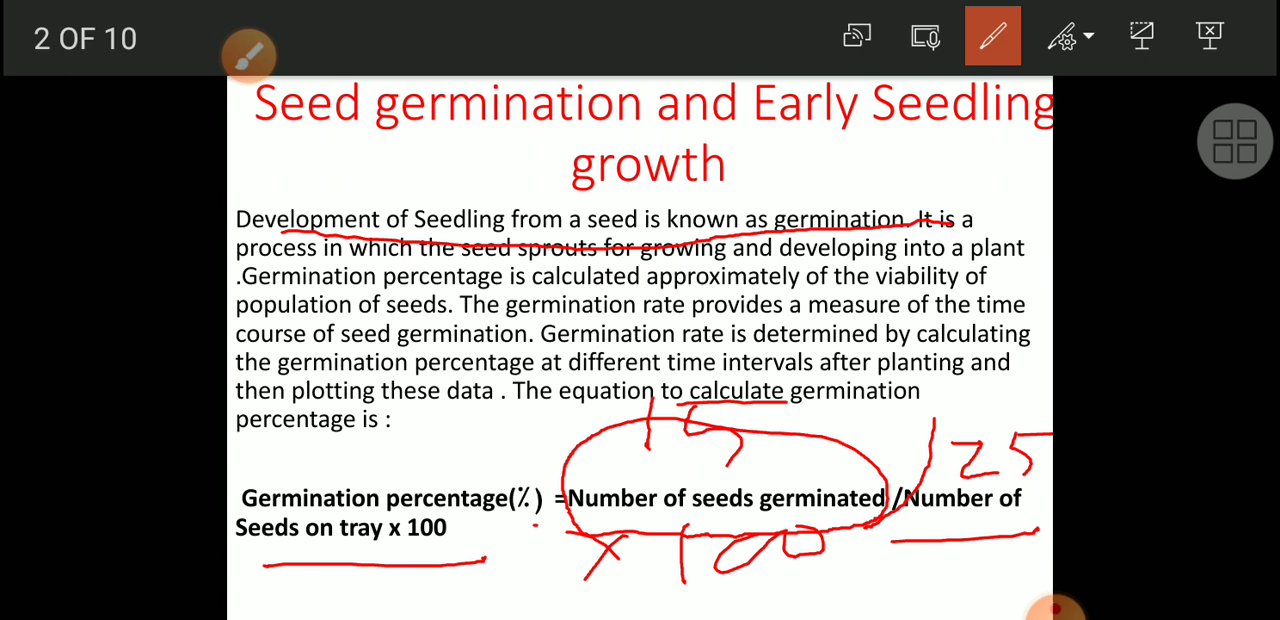 2 OF 10
Seed germination and Early Seedling
growth
Development of Seedling from a seed is known as germination. It is a
process in which the seed sprouts for growing and developing into a plant
.Germination percentage is calculated approximately of the viability of
population of seeds. The germination rate provides a measure of the time
course of seed germination. Germination rate is determined by calculating
the germination percentage at different time intervals after planting and
then plotting these data . The equation to calculate germination
percentage is :
15 / 25
Germination percentage(٪) =Number of seeds germinated /Number of
Seeds on tray x 100
x 100